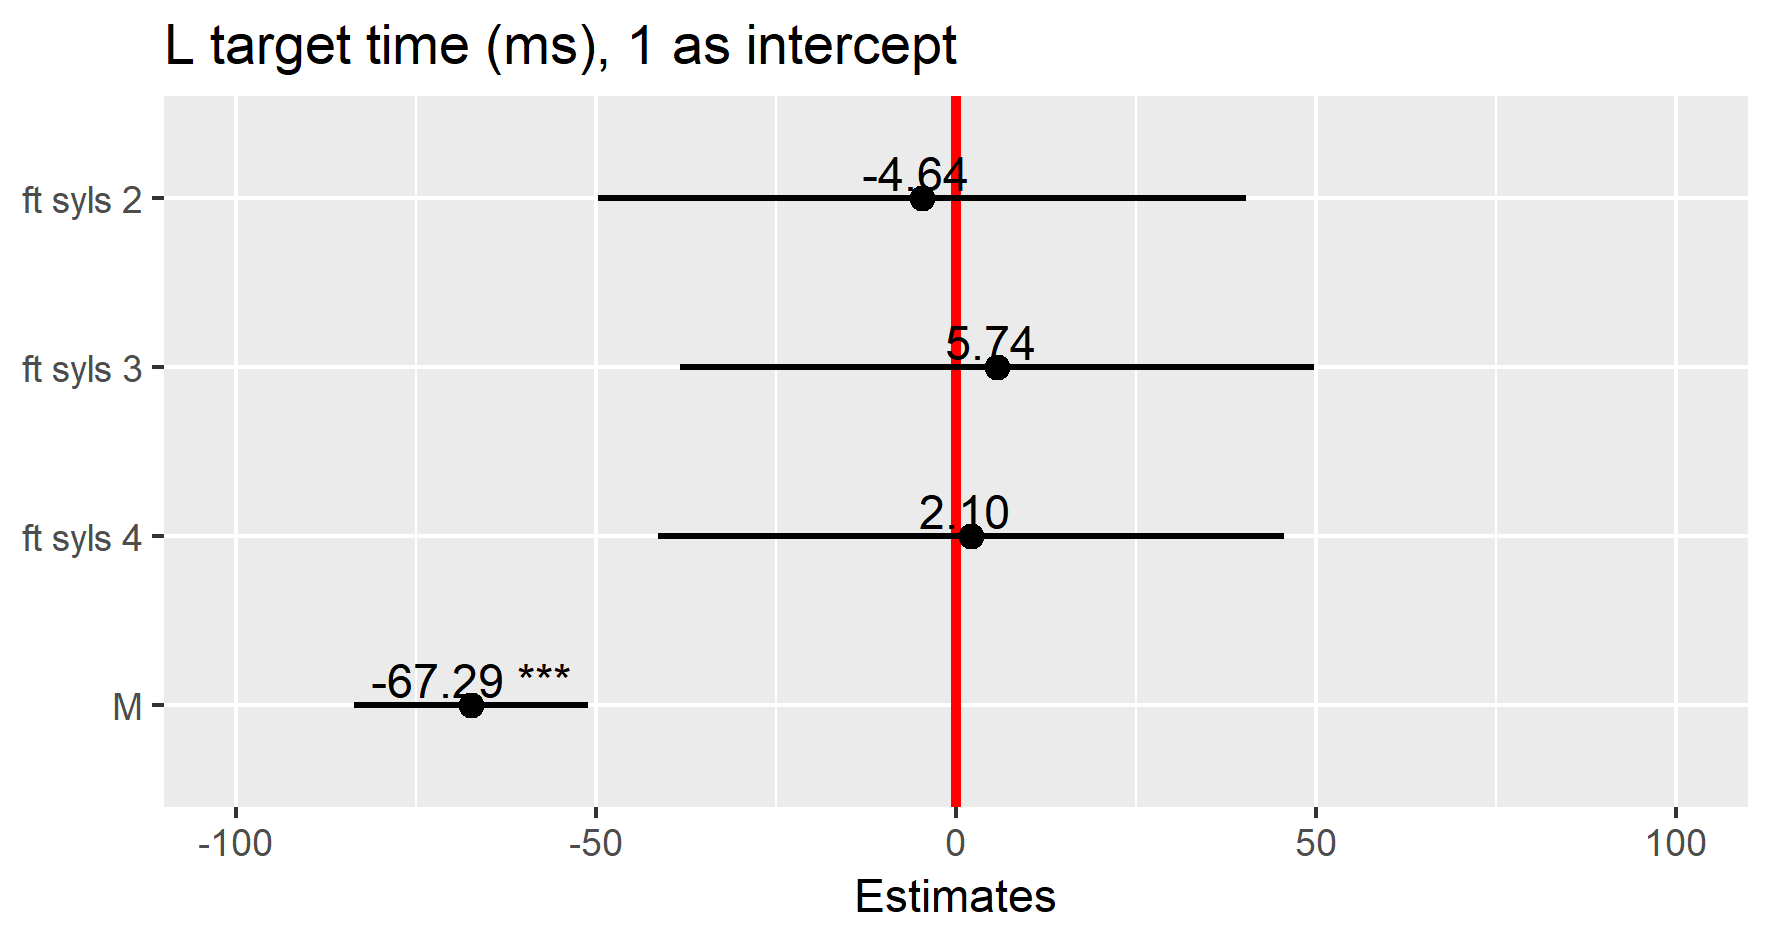 L target time (ms), 1 as intercept
ft syls 2
-4.64
ft syls 3
5.74
ft syls 4
2.10
M
-67.29 ***
-100 -50 0 50 100
Estimates